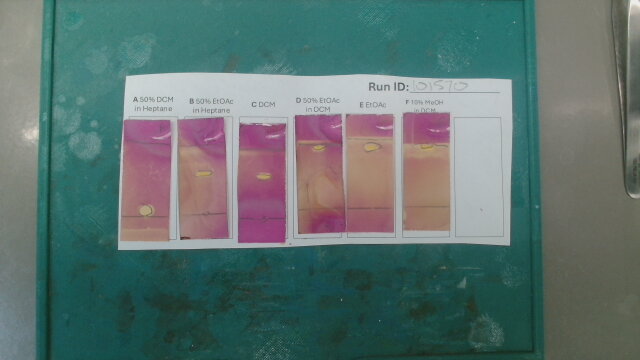 Run ID: 101570
A 50% DCM in Heptane
B 50% EtOAc in Heptane
C DCM
D 50% EtOAc in DCM
E EtOAc
F 10% MeOH in DCM